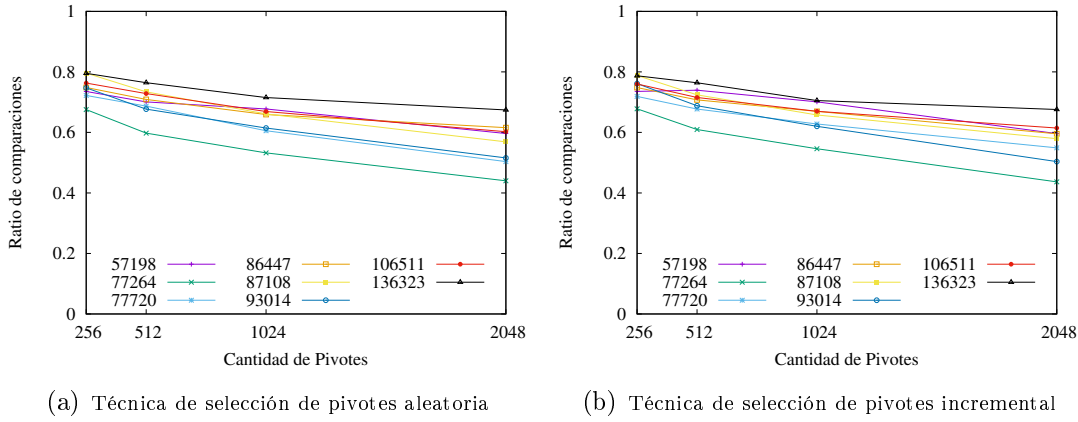 1
0.8
0.6
0.4
0.2
0
Ratio de comparaciones
57198 86447 106511
77264 87108 136323
77720 93014
256 512 1024 2048
Cantidad de Pivotes
(a) Técnica de selección de pivotes aleatoria
1
0.8
0.6
0.4
0.2
0
Ratio de comparaciones
57198 86447 106511
77264 87108 136323
77720 93014
256 512 1024 2048
Cantidad de Pivotes
(b) Técnica de selección de pivotes incremental